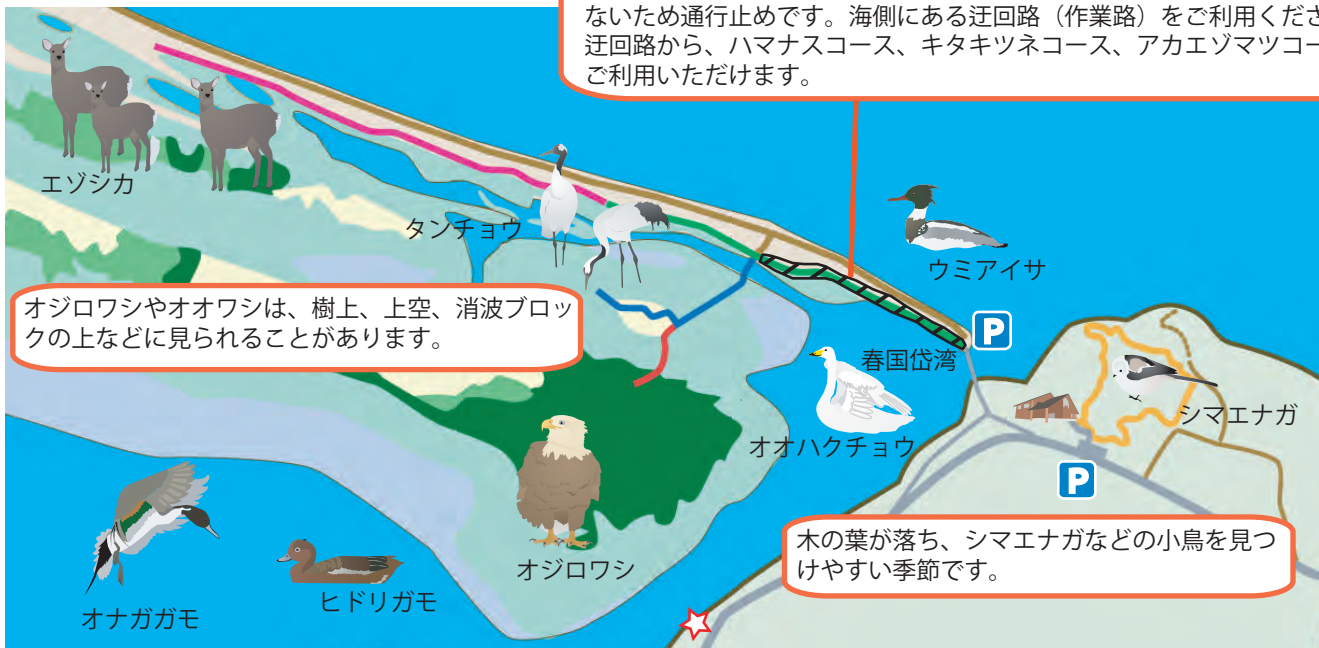 ないため通行止めです。海側にある迂回路（作業路）をご利用くださ
迂回路から、ハマナスコース、キタキツネコース、アカエゾマツコー
ご利用いただけます。
エゾシカ
タンチョウ
ウミアイサ
オジロワシやオオワシは、樹上、上空、消波ブロッ
クの上などに見られることがあります。
P
春国岱湾
シマエナガ
オオハクチョウ
P
木の葉が落ち、シマエナガなどの小鳥を見つ
けやすい季節です。
オジロワシ
ヒドリガモ
オナガガモ